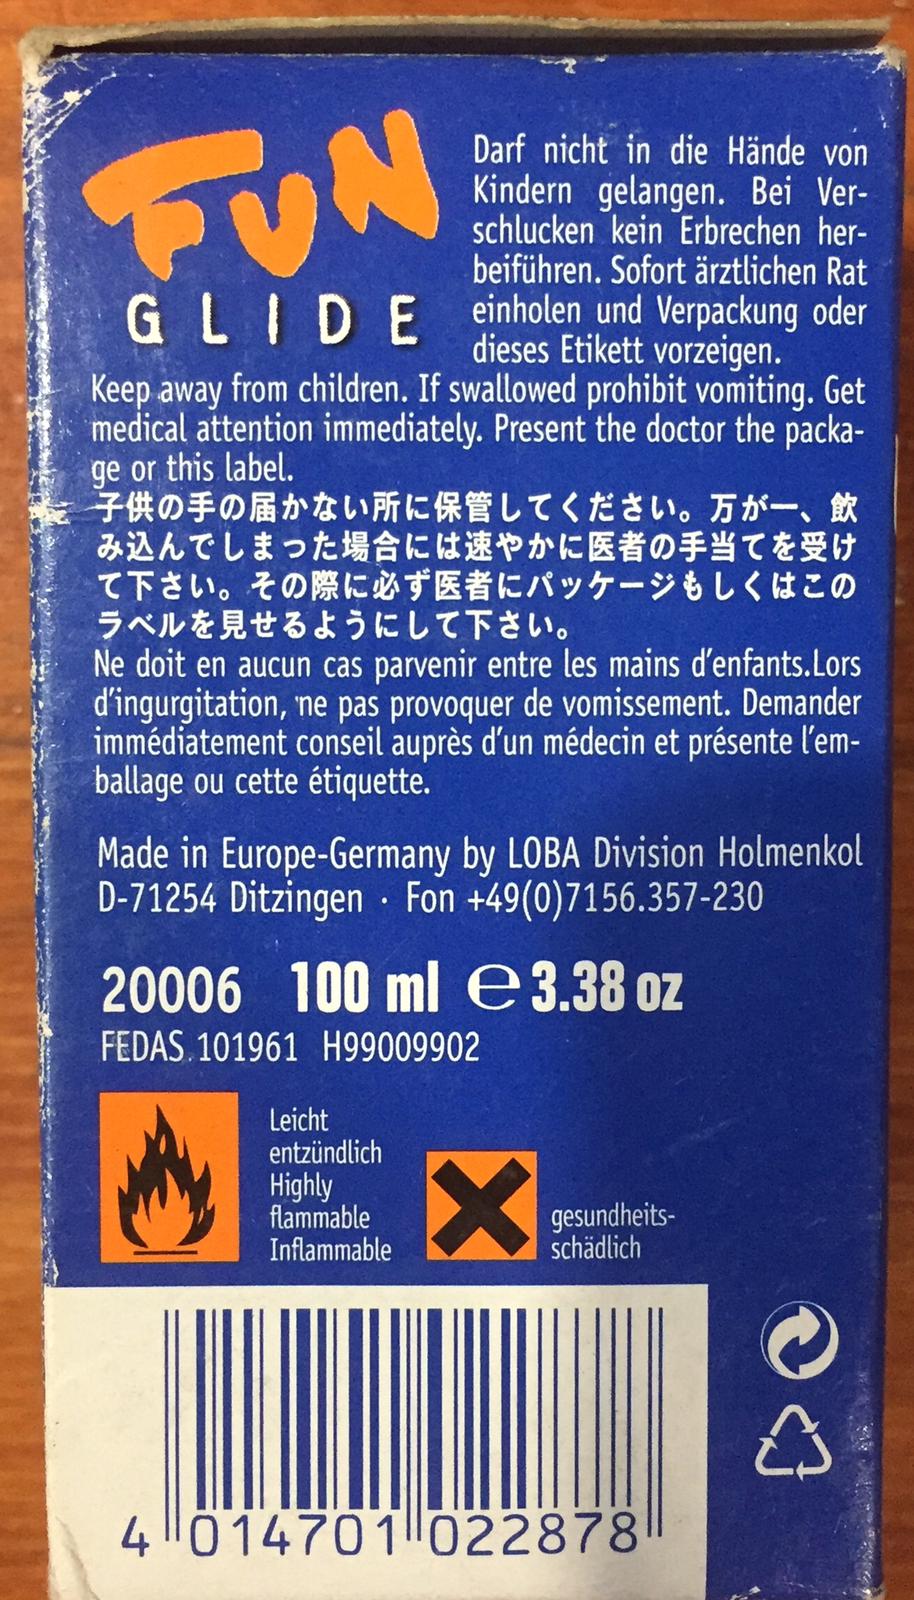 FUN
GLIDE
Darf nicht in die Hände von
Kindern gelangen. Bei Ver-
schlucken kein Erbrechen her-
beiführen. Sofort ärztlichen Rat
einholen und Verpackung oder
dieses Etikett vorzeigen.
Keep away from children. If swallowed prohibit vomiting. Get
medical attention immediately. Present the doctor the packa-
ge or this label.
子供の手の届かない所に保管してください。万が一、飲
み込んでしまった場合には速やかに医者の手当てを受け
て下さい。その際に必ず医者にパッケージもしくはこの
ラベルを見せるようにして下さい。
Ne doit en aucun cas parvenir entre les mains d'enfants.Lors
d'ingurgitation, ne pas provoquer de vomissement. Demander
immédiatement conseil auprès d'un médecin et présente l'em-
ballage ou cette étiquette.
Made in Europe-Germany by LOBA Division Holmenkol
D-71254 Ditzingen · Fon +49(0)7156.357-230
20006 100 ml ℮ 3.38 oz
FEDAS 101961 H99009902
Leicht
entzündlich
Highly
flammable
Inflammable
gesundheits-
schädlich
4 014701 022878